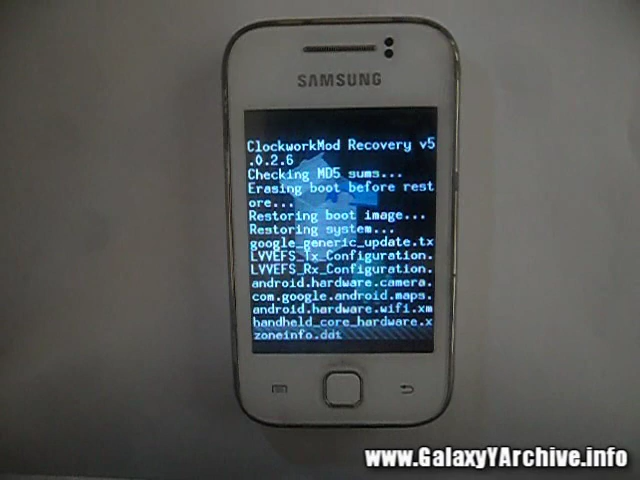 SAMSUNG
ClockworkMod Recovery v5
.0.2.6
Checking MD5 sums...
Erasing boot before rest
ore...
Restoring boot image...
Restoring system...
google_generic_update.tx
LVVEFS_Tx_Configuration.
LVVEFS_Rx_Configuration.
android.hardware.camera.
com.google.android.maps.
android.hardware.wifi.xm
handheld_core_hardware.x
zoneinfo.dat
www.GalaxyYArchive.info